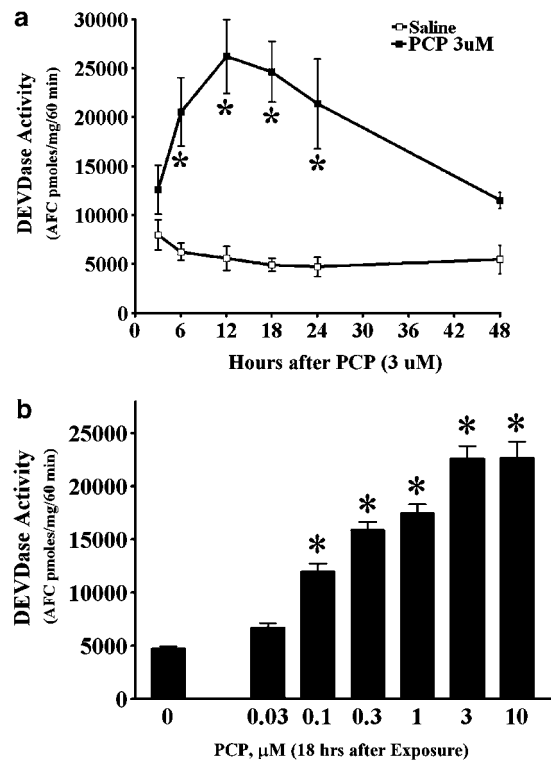 a
Saline
PCP 3uM
DEVDase Activity
(AFC pmoles/mg/60 min)
30000
25000
20000
15000
10000
5000
0
*
*
*
*
0 6 12 18 24 30 36 42 48
Hours after PCP (3 uM)
b
DEVDase Activity
(AFC pmoles/mg/60 min)
25000
20000
15000
10000
5000
0
*
*
*
*
*
0 0.03 0.1 0.3 1 3 10
PCP, µM (18 hrs after Exposure)